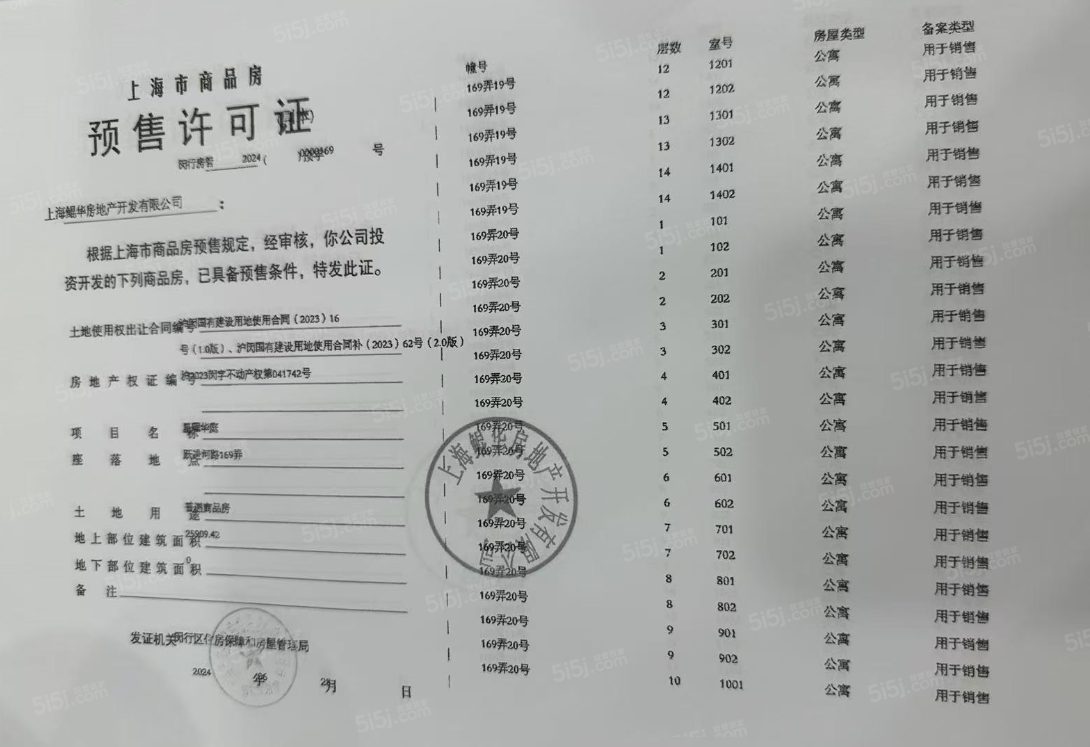 上海市商品房
预售许可证
闵行房管 2024 ( )预字0000169 号
上海鲲华房地产开发有限公司 :
根据上海市商品房预售规定，经审核，你公司投
资开发的下列商品房，已具备预售条件，特发此证。
土地使用权出让合同编号 沪闵国有建设用地使用合同（2023）16
号（1.0版）、沪闵国有建设用地使用合同补（2023）62号（2.0版）
房地产权证编号 沪2023闵字不动产权第041742号
项目名称 华庭
座落地点 169弄
土地用途 普通商品房
地上部位建筑面积 25909.42
地下部位建筑面积 0
备注
发证机关 闵行区住房保障和房屋管理局
2024 年 月 日
幢号 层数 室号 房屋类型 备案类型
169弄19号 12 1201 公寓 用于销售
169弄19号 12 1202 公寓 用于销售
169弄19号 13 1301 公寓 用于销售
169弄19号 13 1302 公寓 用于销售
169弄19号 14 1401 公寓 用于销售
169弄19号 14 1402 公寓 用于销售
169弄20号 1 101 公寓 用于销售
169弄20号 1 102 公寓 用于销售
169弄20号 2 201 公寓 用于销售
169弄20号 2 202 公寓 用于销售
169弄20号 3 301 公寓 用于销售
169弄20号 3 302 公寓 用于销售
169弄20号 4 401 公寓 用于销售
169弄20号 4 402 公寓 用于销售
169弄20号 5 501 公寓 用于销售
169弄20号 5 502 公寓 用于销售
169弄20号 6 601 公寓 用于销售
169弄20号 6 602 公寓 用于销售
169弄20号 7 701 公寓 用于销售
169弄20号 7 702 公寓 用于销售
169弄20号 8 801 公寓 用于销售
169弄20号 8 802 公寓 用于销售
169弄20号 9 901 公寓 用于销售
169弄20号 9 902 公寓 用于销售
169弄20号 10 1001 公寓 用于销售
上海鲲华房地产开发有限公司
5i5j.com